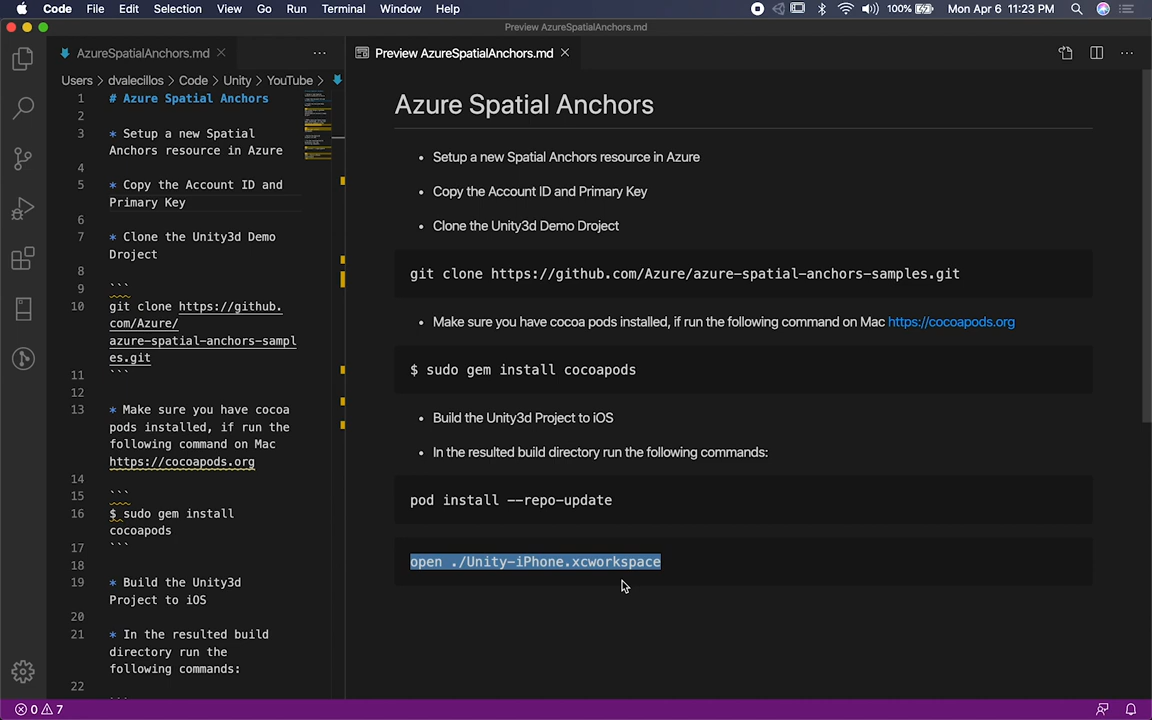 Code File Edit Selection View Go Run Terminal Window Help 100% Mon Apr 6 11:23 PM
Preview AzureSpatialAnchors.md
AzureSpatialAnchors.md
Users > dvalecillos > Code > Unity > YouTube >
1 # Azure Spatial Anchors
2
3 * Setup a new Spatial
Anchors resource in Azure
4
5 * Copy the Account ID and
Primary Key
6
7 * Clone the Unity3d Demo
Droject
8
9 ```
10 git clone https://github.
com/Azure/
azure-spatial-anchors-sampl
es.git
11 ```
12
13 * Make sure you have cocoa
pods installed, if run the
following command on Mac
https://cocoapods.org
14
15 ```
16 $ sudo gem install
cocoapods
17 ```
18
19 * Build the Unity3d
Project to iOS
20
21 * In the resulted build
directory run the
following commands:
22
Preview AzureSpatialAnchors.md
Azure Spatial Anchors
• Setup a new Spatial Anchors resource in Azure
• Copy the Account ID and Primary Key
• Clone the Unity3d Demo Droject
git clone https://github.com/Azure/azure-spatial-anchors-samples.git
• Make sure you have cocoa pods installed, if run the following command on Mac https://cocoapods.org
$ sudo gem install cocoapods
• Build the Unity3d Project to iOS
• In the resulted build directory run the following commands:
pod install --repo-update
open ./Unity-iPhone.xcworkspace
0 7